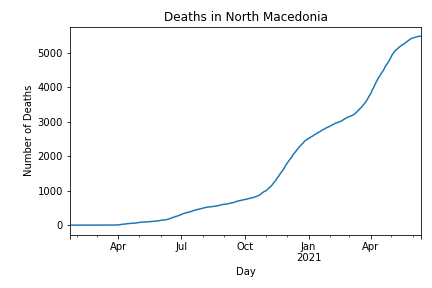 Deaths in North Macedonia
Number of Deaths
5000
4000
3000
2000
1000
0
Apr
Jul
Oct
Jan
2021
Apr
Day